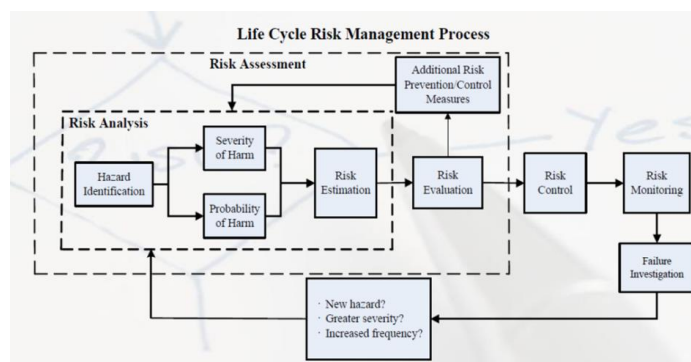 Life Cycle Risk Management Process
Risk Assessment
Additional Risk
Prevention/Control
Measures
Risk Analysis
Yes
Severity
of Harm
Hazard
Identification
Probability
of Harm
Risk
Estimation
Risk
Evaluation
Risk
Control
Risk
Monitoring
Failure
Investigation
· New hazard?
· Greater severity?
· Increased frequency?